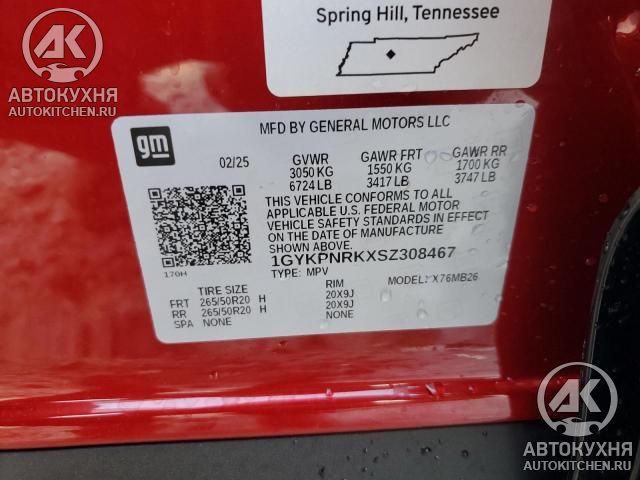 Spring Hill, Tennessee
AK
АВТОКУХНЯ
AUTOKITCHEN.RU
gm
MFD BY GENERAL MOTORS LLC
02/25 GVWR GAWR FRT GAWR RR
3050 KG 1550 KG 1700 KG
6724 LB 3417 LB 3747 LB
THIS VEHICLE CONFORMS TO ALL
APPLICABLE U.S. FEDERAL MOTOR
VEHICLE SAFETY STANDARDS IN EFFECT
ON THE DATE OF MANUFACTURE
SHOWN ABOVE.
1GYKPNRKXSZ308467
170H
TYPE: MPV MODEL: X76MB26
TIRE SIZE RIM
FRT 265/50R20 H 20X9J
RR 265/50R20 H 20X9J
SPA NONE NONE
AK
АВТОКУХНЯ
AUTOKITCHEN.RU